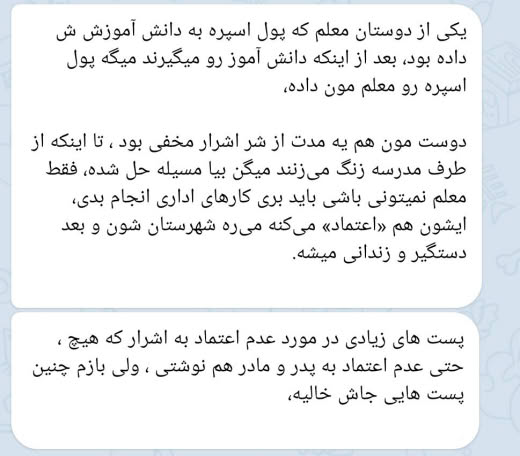 یکی از دوستان معلم که پول اسپره به دانش آموزش ش
داده بود، بعد از اینکه دانش آموز رو میگیرند میگه پول
اسپره رو معلم مون داده،
دوست مون هم یه مدت از شر اشرار مخفی بود ، تا اینکه از
طرف مدرسه زنگ می‌زنند میگن بیا مسیله حل شده، فقط
معلم نمیتونی باشی باید بری کارهای اداری انجام بدی،
ایشون هم «اعتماد» می‌کنه می‌ره شهرستان شون و بعد
دستگیر و زندانی میشه.
پست های زیادی در مورد عدم اعتماد به اشرار که هیچ ،
حتی عدم اعتماد به پدر و مادر هم نوشتی ، ولی بازم چنین
پست هایی جاش خالیه،